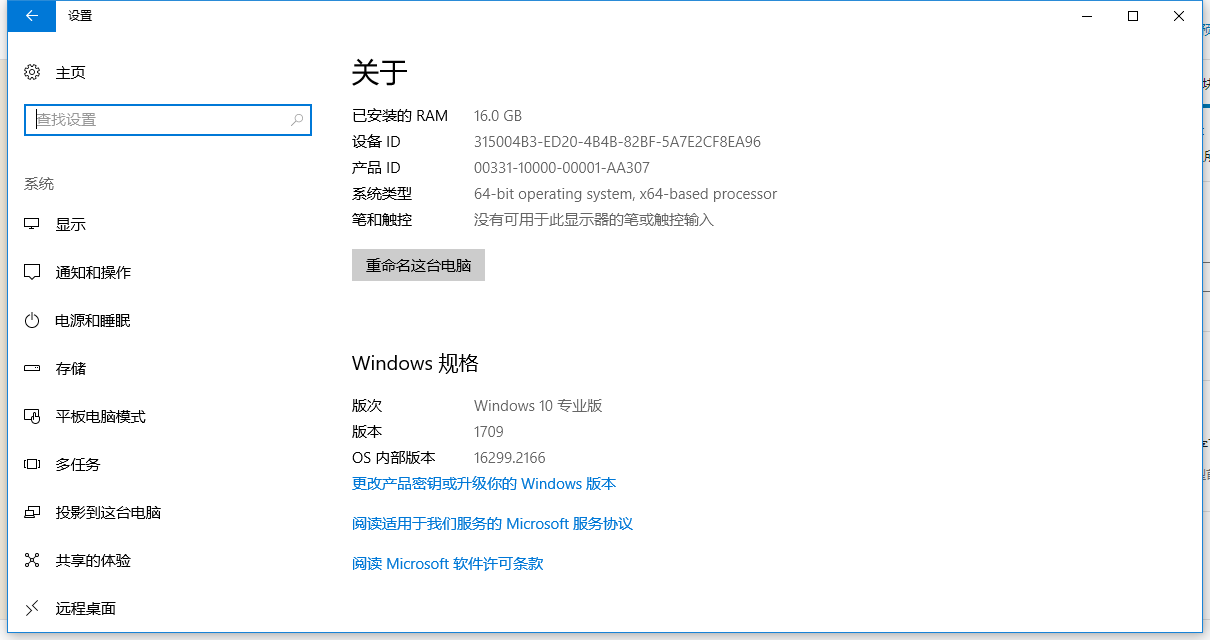 设置
主页
查找设置
系统
显示
通知和操作
电源和睡眠
存储
平板电脑模式
多任务
投影到这台电脑
共享的体验
远程桌面
关于
已安装的 RAM 16.0 GB
设备 ID 315004B3-ED20-4B4B-82BF-5A7E2CF8EA96
产品 ID 00331-10000-00001-AA307
系统类型 64-bit operating system, x64-based processor
笔和触控 没有可用于此显示器的笔或触控输入
重命名这台电脑
Windows 规格
版次 Windows 10 专业版
版本 1709
OS 内部版本 16299.2166
更改产品密钥或升级你的 Windows 版本
阅读适用于我们服务的 Microsoft 服务协议
阅读 Microsoft 软件许可条款